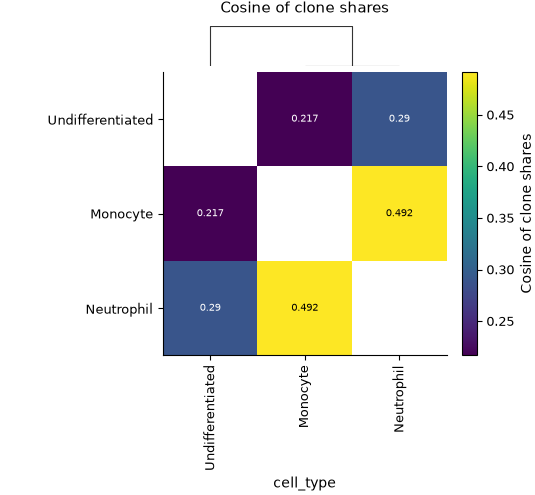 Cosine of clone shares
Undifferentiated
0.217
0.29
Monocyte
0.217
0.492
Neutrophil
0.29
0.492
Undifferentiated
Monocyte
Neutrophil
cell_type
0.45
0.40
0.35
0.30
0.25
Cosine of clone shares